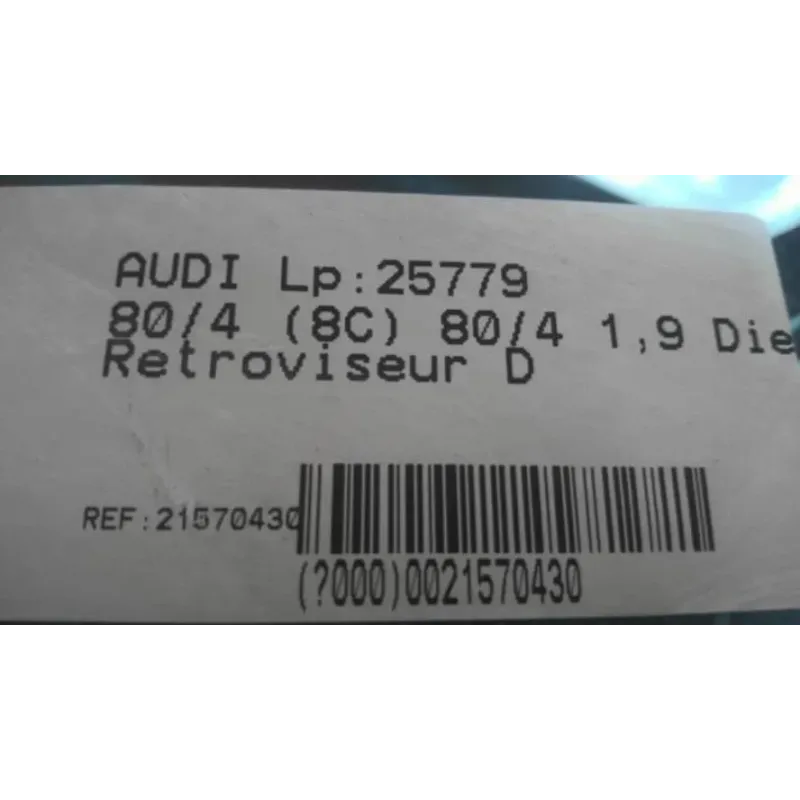 AUDI Lp:25779
80/4 (8C) 80/4 1,9 Die
Retroviseur D
REF:21570430
(?000)0021570430